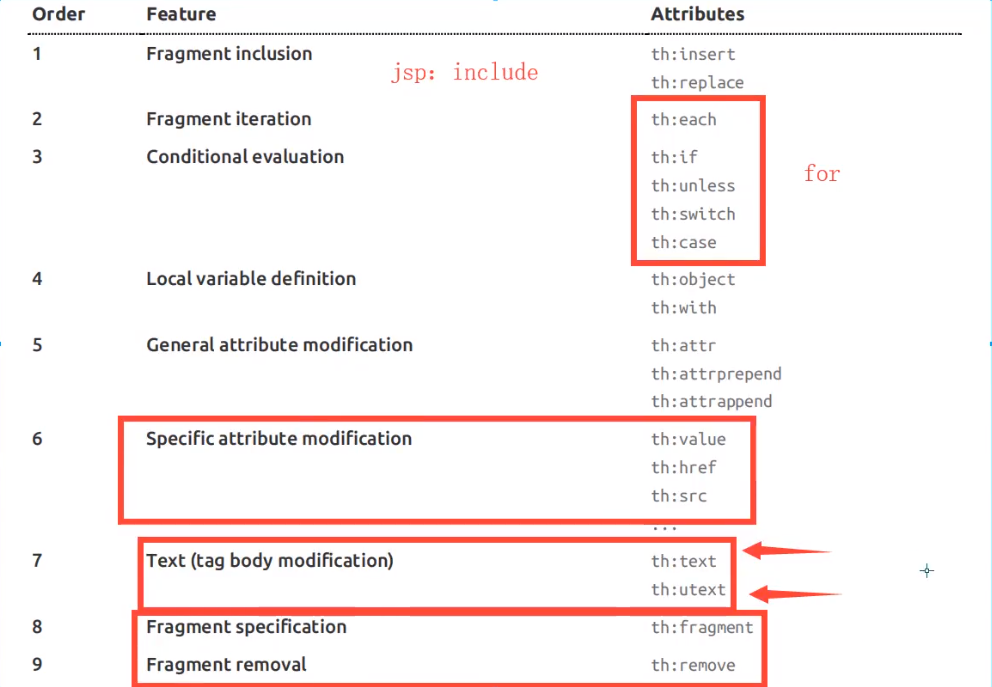 Order Feature Attributes
1 Fragment inclusion th:insert
jsp: include
th:replace
2 Fragment iteration th:each
3 Conditional evaluation th:if
for
th:unless
th:switch
th:case
4 Local variable definition th:object
th:with
5 General attribute modification th:attr
th:attrprepend
th:attrappend
6 Specific attribute modification th:value
th:href
th:src
...
7 Text (tag body modification) th:text
th:utext
8 Fragment specification th:fragment
9 Fragment removal th:remove